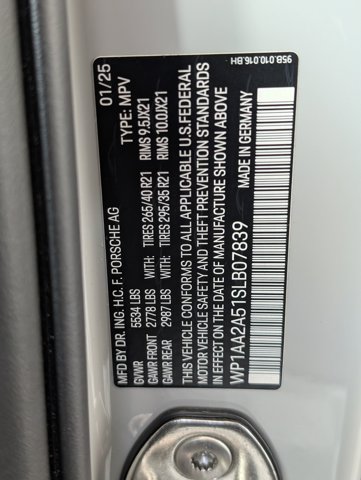 95B.010.016.BH
MFD. BY DR. ING. H.C. F. PORSCHE AG 01/25
GVWR 5534 LBS TYPE: MPV
GAWR FRONT 2778 LBS WITH: TIRES 265/40 R21 RIMS 9.5JX21
GAWR REAR 2987 LBS WITH: TIRES 295/35 R21 RIMS 10.0JX21
THIS VEHICLE CONFORMS TO ALL APPLICABLE U.S. FEDERAL
MOTOR VEHICLE SAFETY AND THEFT PREVENTION STANDARDS
IN EFFECT ON THE DATE OF MANUFACTURE SHOWN ABOVE
WP1AA2A51SLB07839 MADE IN GERMANY